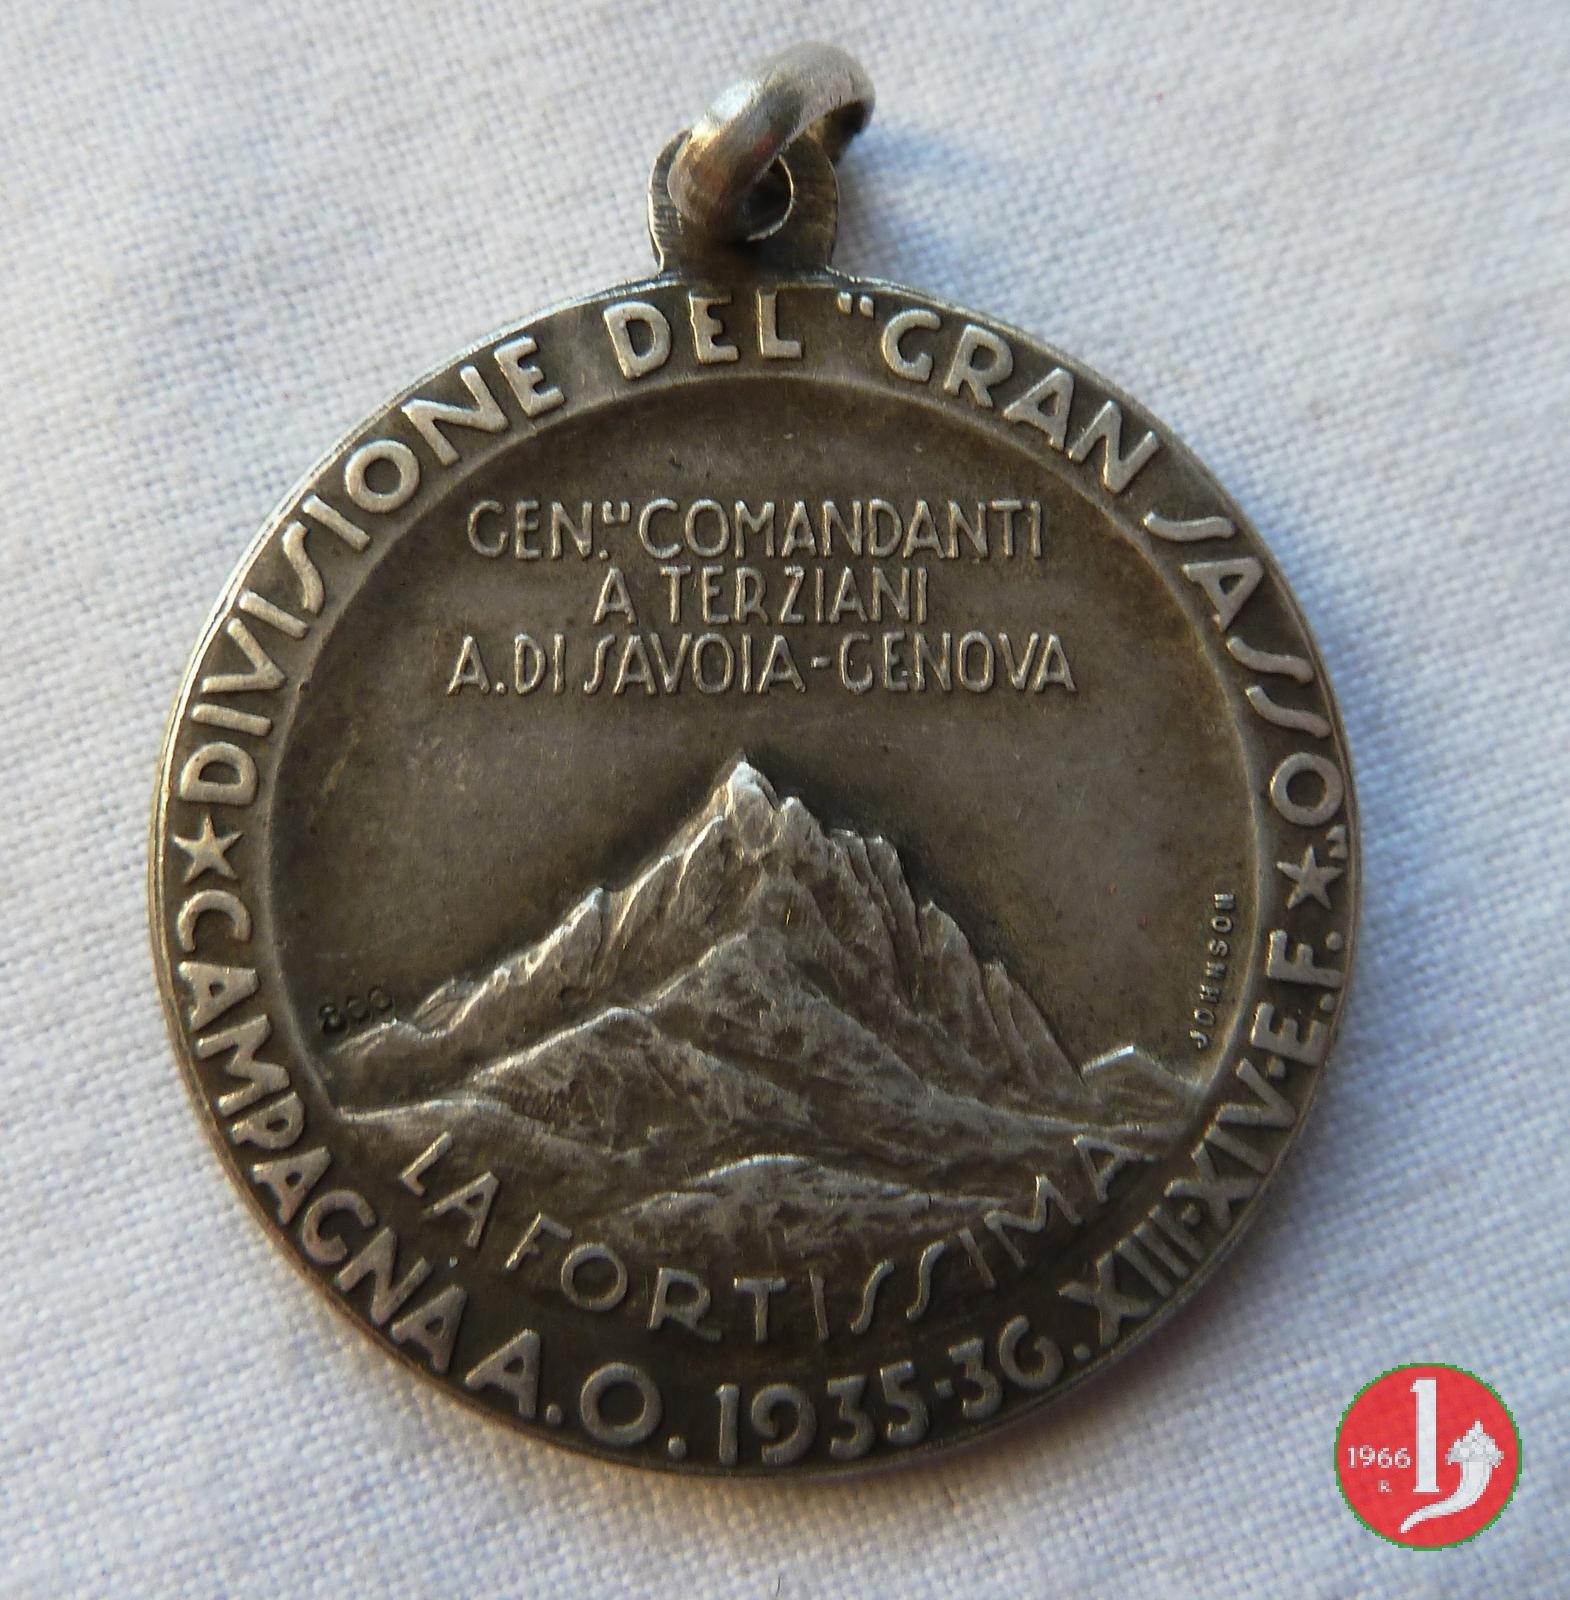 DIVISIONE DEL "GRAN SASSO"
GEN." COMANDANTI
A TERZIANI
A. DI SAVOIA-GENOVA
800
JOHNSON
LA FORTISSIMA
CAMPAGNA A.O. 1935-36. XIII-XIV-E.F.
1966
R